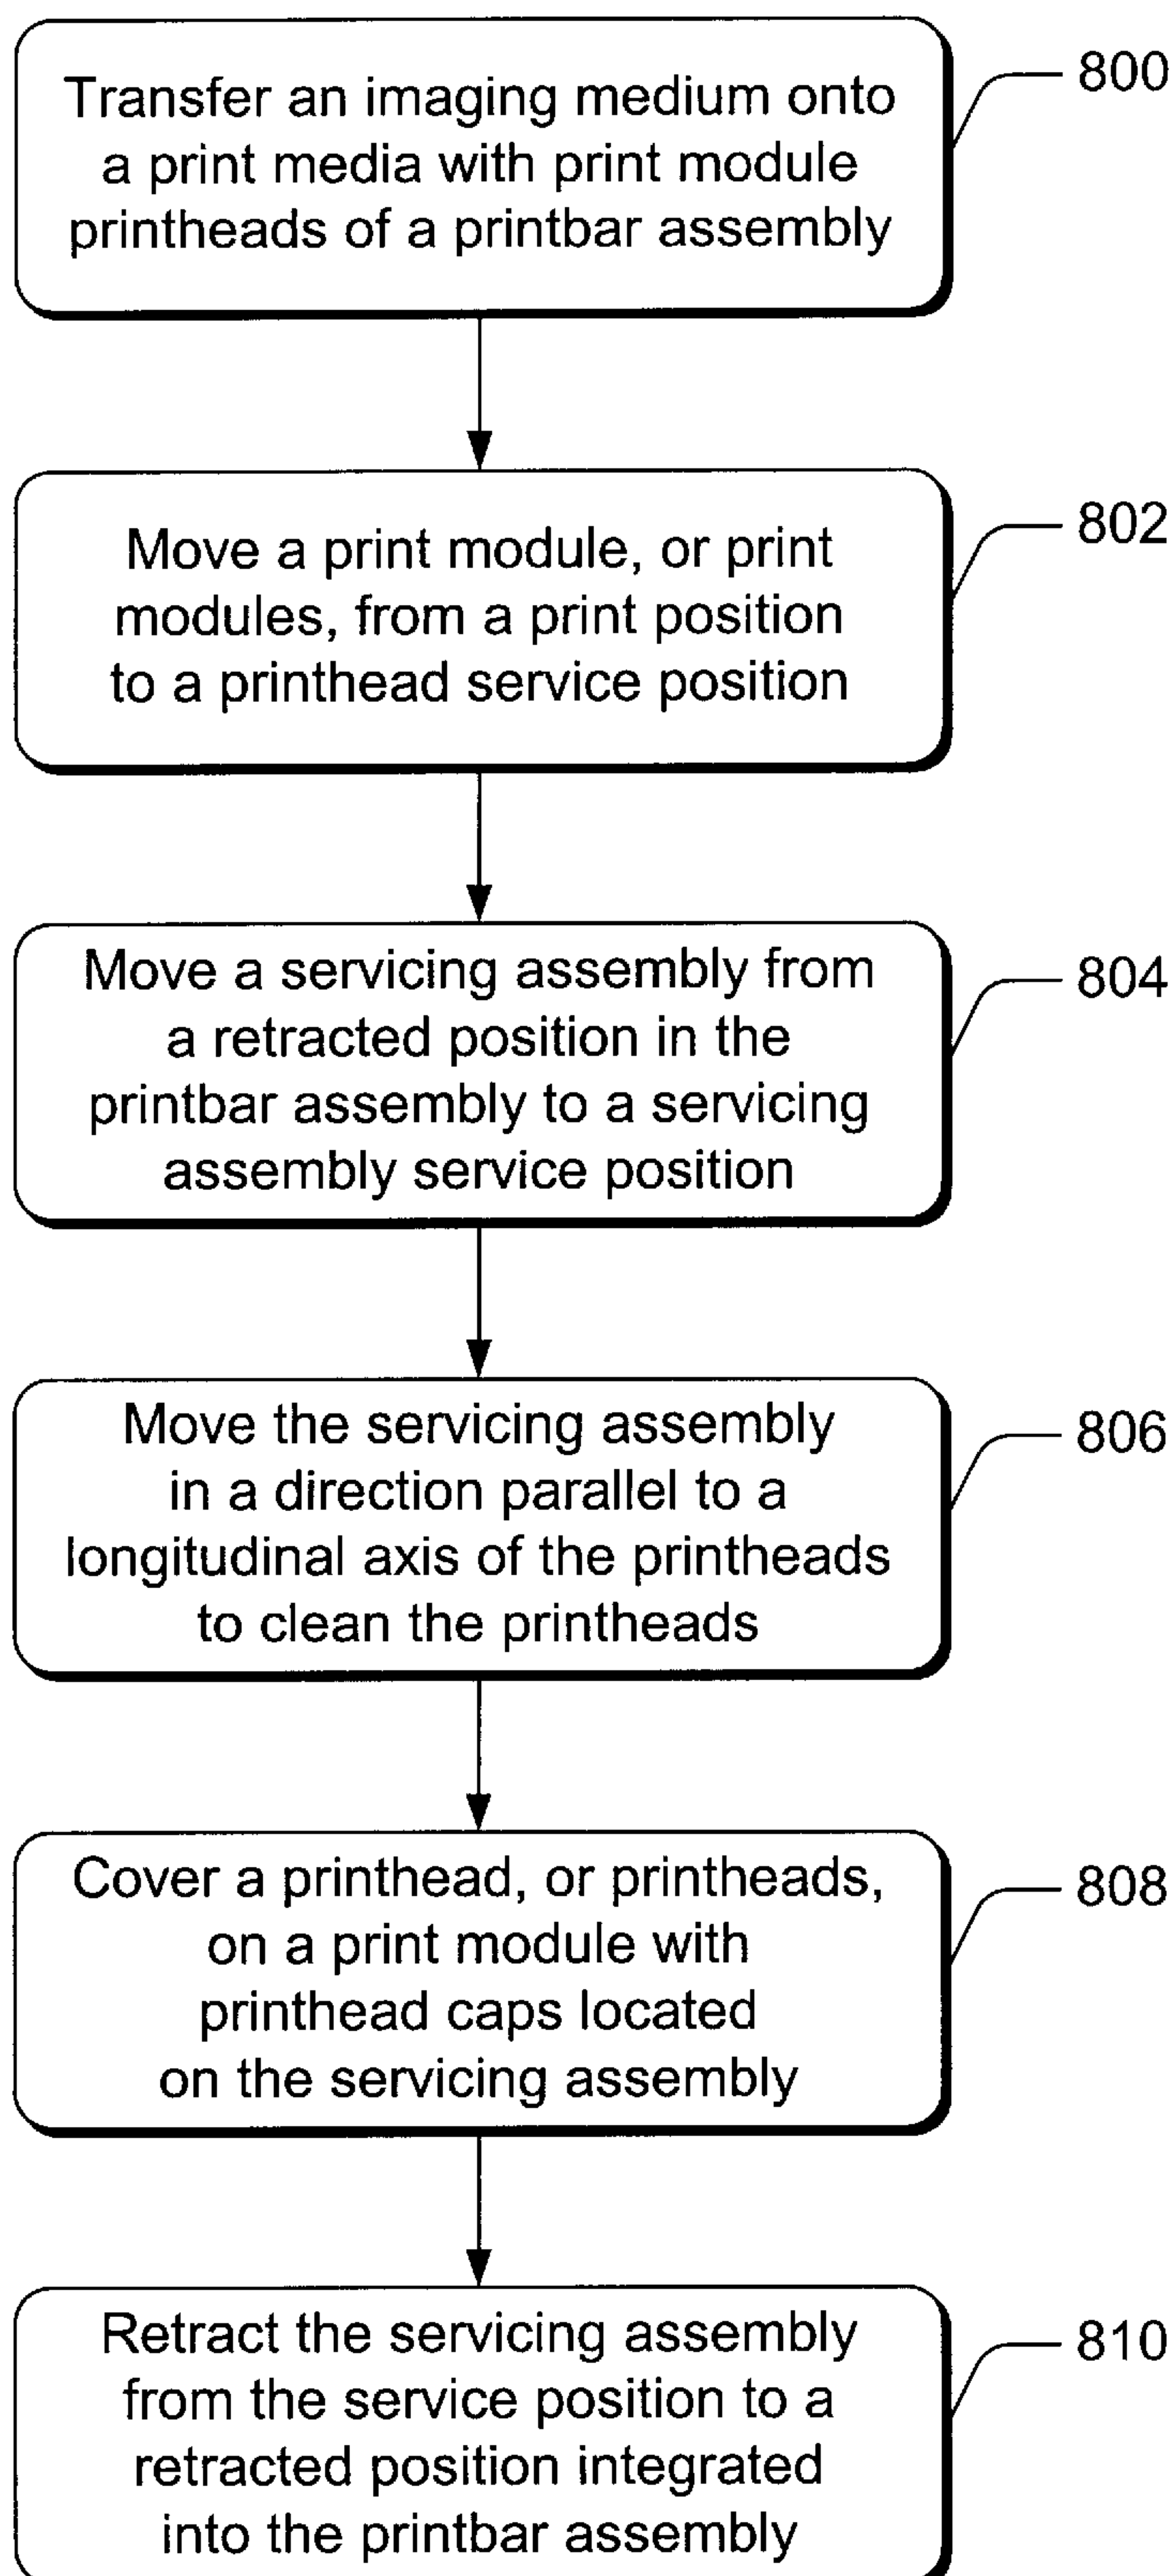 Transfer an imaging medium onto
a print media with print module
printheads of a printbar assembly
800
Move a print module, or print
modules, from a print position
to a printhead service position
802
Move a servicing assembly from
a retracted position in the
printbar assembly to a servicing
assembly service position
804
Move the servicing assembly
in a direction parallel to a
longitudinal axis of the printheads
to clean the printheads
806
Cover a printhead, or printheads,
on a print module with
printhead caps located
on the servicing assembly
808
Retract the servicing assembly
from the service position to a
retracted position integrated
into the printbar assembly
810